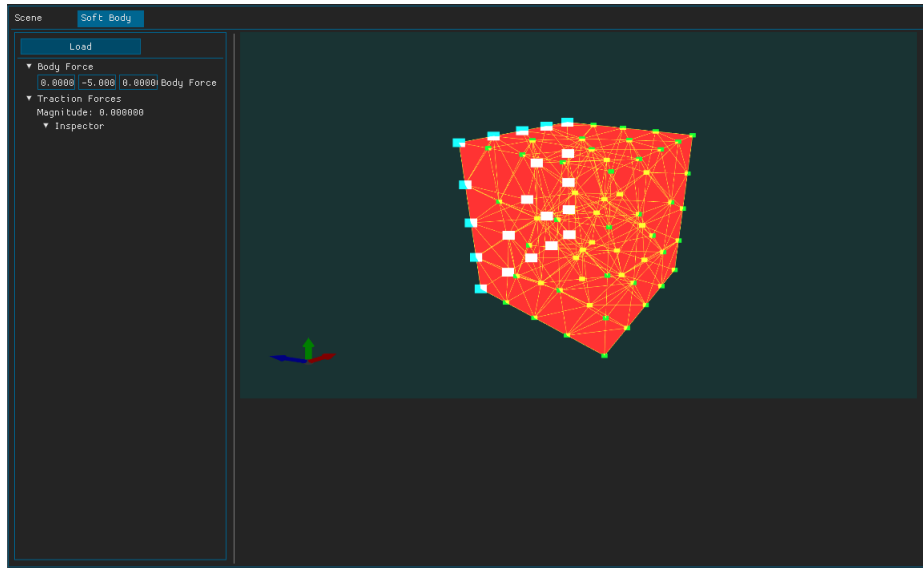 Scene Soft Body
Load
Body Force
0.0000 -5.000 0.0000 Body Force
Traction Forces
Magnitude: 0.000000
Inspector